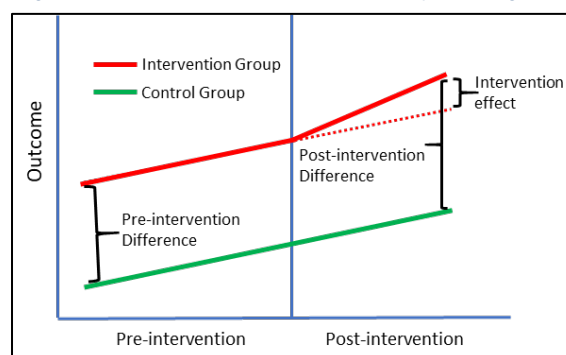 Intervention Group
Control Group
Intervention
effect
Outcome
Post-intervention
Difference
Pre-intervention
Difference
Pre-intervention
Post-intervention